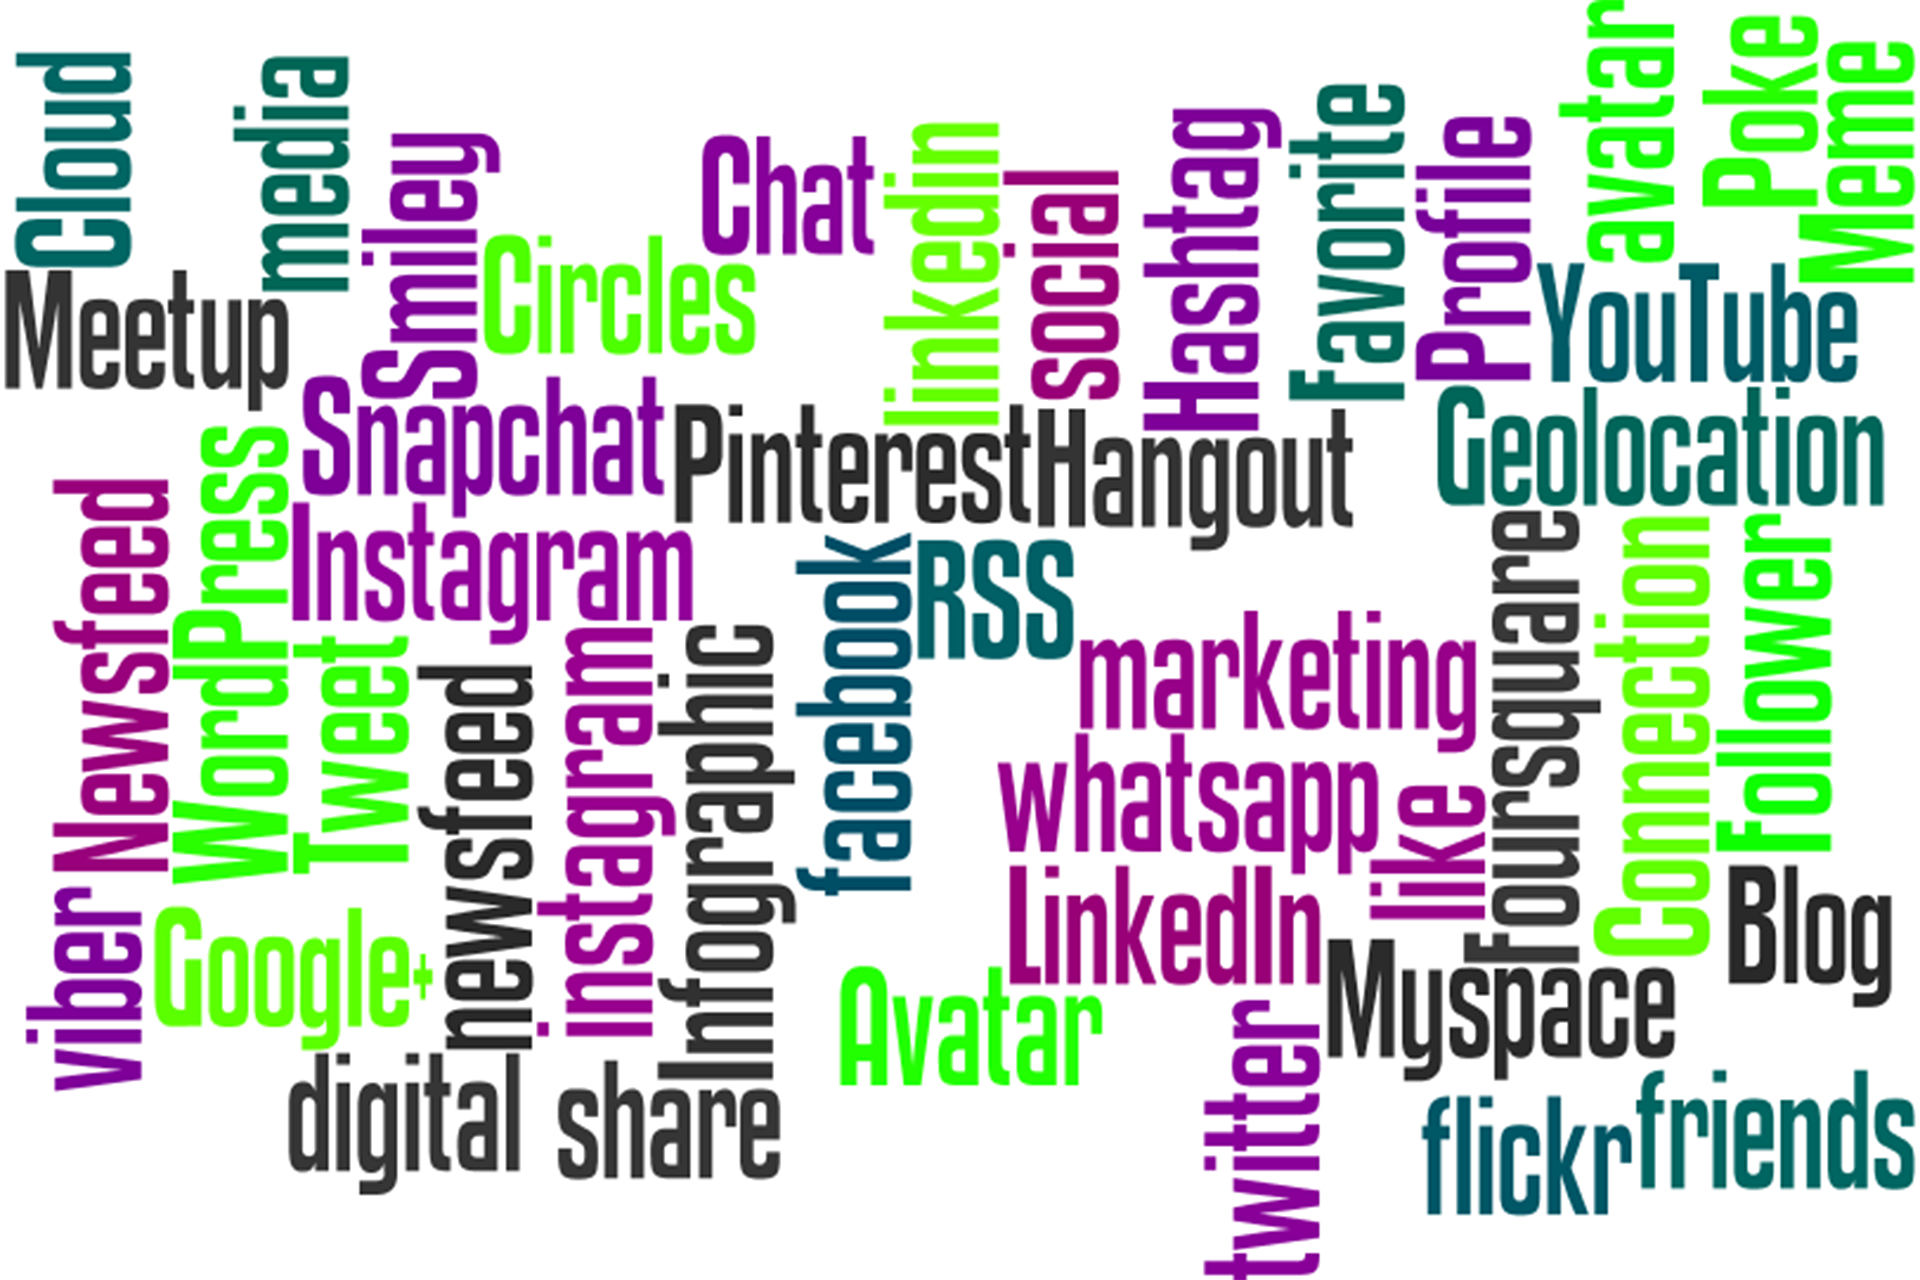 Cloud
media
Smiley
Chat
linkedin
social
Hashtag
Favorite
Profile
avatar
Poke
Meme
Meetup
Circles
YouTube
Snapchat
Pinterest
Hangout
Geolocation
Newsfeed
WordPress
Instagram
facebook
RSS
Foursquare
Connection
Follower
Tweet
newsfeed
instagram
Infographic
marketing
whatsapp
like
LinkedIn
Blog
viber
Google+
Avatar
Myspace
twitter
digital
share
flickr
friends